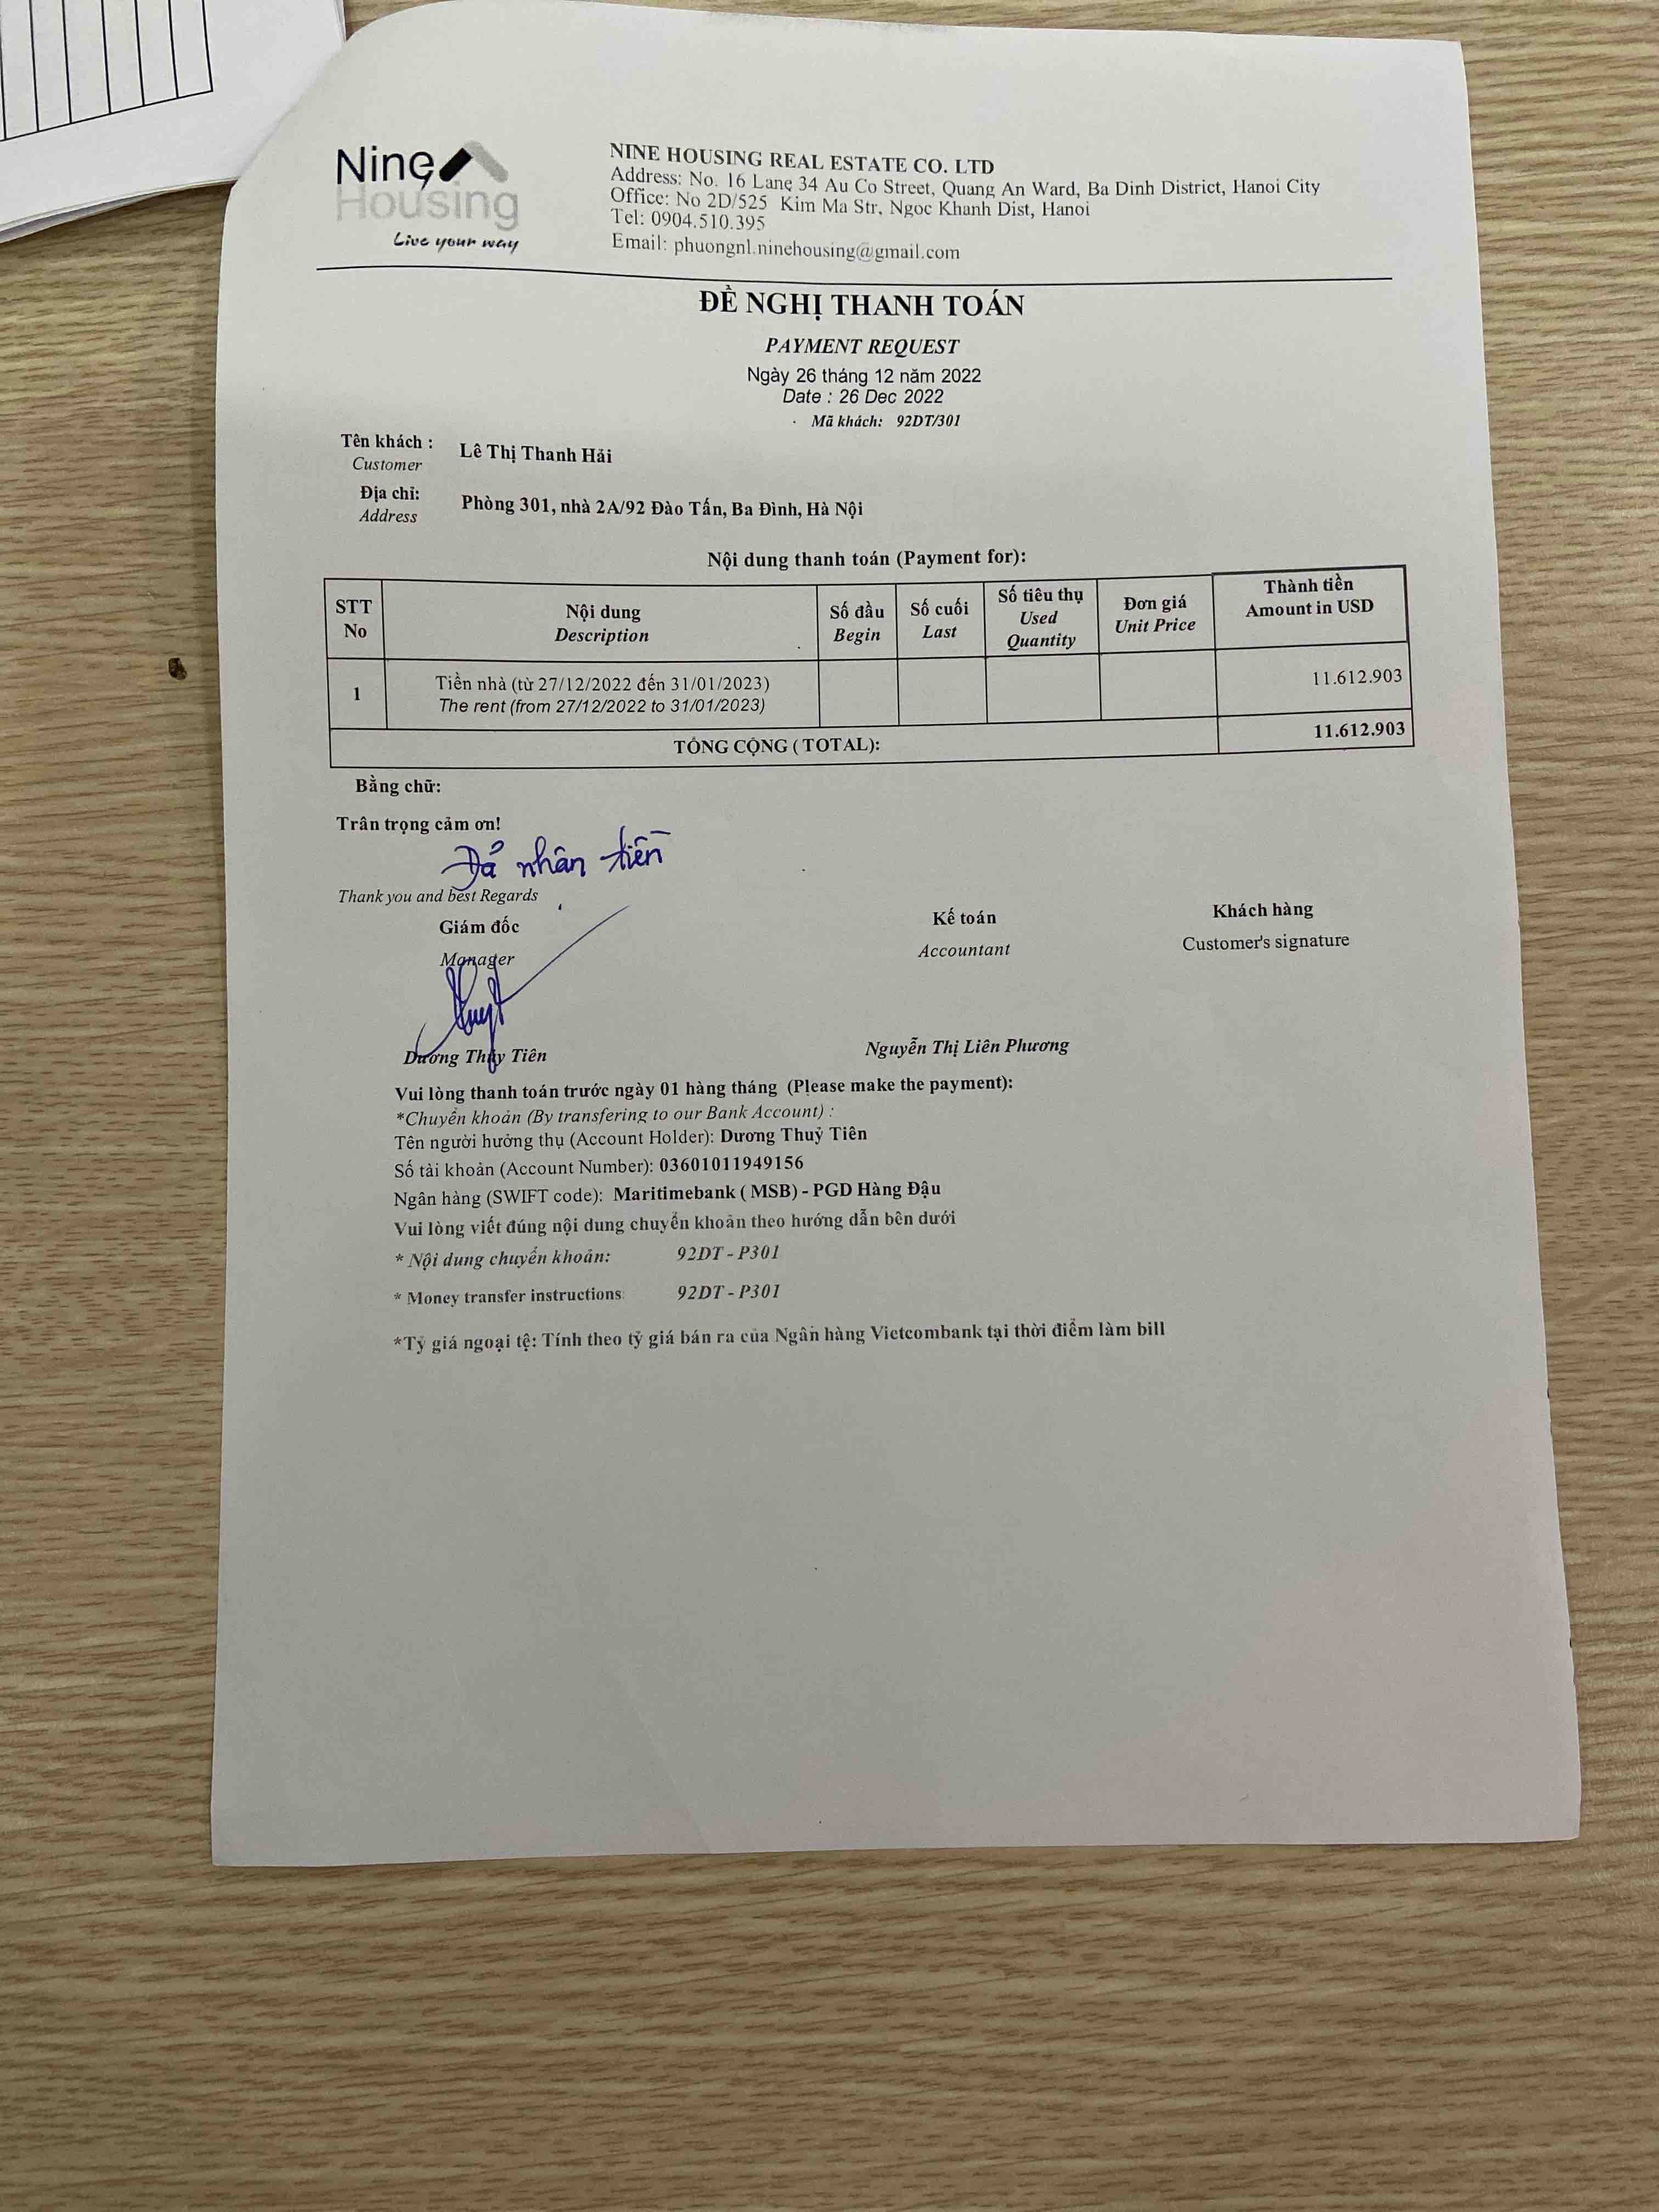 Nine
Housing
Live your way
NINE HOUSING REAL ESTATE CO. LTD
Address: No. 16 Lane 34 Au Co Street, Quang An Ward, Ba Dinh District, Hanoi City
Office: No 2D/525 Kim Ma Str, Ngoc Khanh Dist, Hanoi
Tel: 0904.510.395
Email: phuongnl.ninehousing@gmail.com
ĐỀ NGHỊ THANH TOÁN
PAYMENT REQUEST
Ngày 26 tháng 12 năm 2022
Date : 26 Dec 2022
Mã khách: 92DT/301
Tên khách : Lê Thị Thanh Hải
Customer
Địa chỉ: Phòng 301, nhà 2A/92 Đào Tấn, Ba Đình, Hà Nội
Address
Nội dung thanh toán (Payment for):
STT No Nội dung Description Số đầu Begin Số cuối Last Số tiêu thụ Used Quantity Đơn giá Unit Price Thành tiền Amount in USD
1 Tiền nhà (từ 27/12/2022 đến 31/01/2023) 11.612.903
The rent (from 27/12/2022 to 31/01/2023)
TỔNG CỘNG ( TOTAL): 11.612.903
Bằng chữ:
Trân trọng cảm ơn!
Đả nhân tiền
Thank you and best Regards
Giám đốc Kế toán Khách hàng
Manager Accountant Customer's signature
Dương Thủy Tiên Nguyễn Thị Liên Phương
Vui lòng thanh toán trước ngày 01 hàng tháng (Please make the payment):
*Chuyển khoản (By transfering to our Bank Account) :
Tên người hưởng thụ (Account Holder): Dương Thuỷ Tiên
Số tài khoản (Account Number): 03601011949156
Ngân hàng (SWIFT code): Maritimebank ( MSB) - PGD Hàng Đậu
Vui lòng viết đúng nội dung chuyển khoản theo hướng dẫn bên dưới
* Nội dung chuyển khoản: 92DT - P301
* Money transfer instructions: 92DT - P301
*Tỷ giá ngoại tệ: Tính theo tỷ giá bán ra của Ngân hàng Vietcombank tại thời điểm làm bill